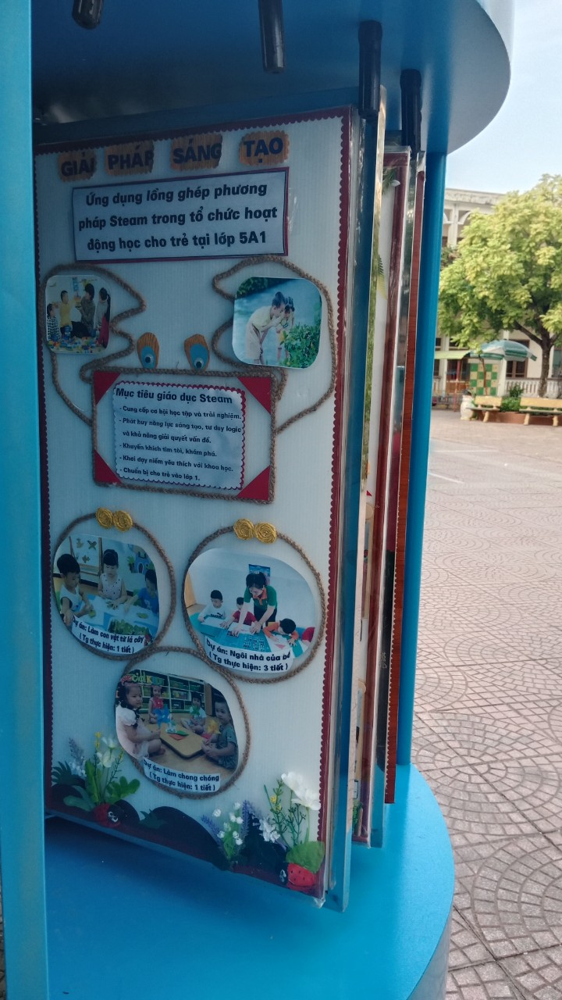 GIẢI PHÁP SÁNG TẠO
Ứng dụng lồng ghép phương
pháp Steam trong tổ chức hoạt
động học cho trẻ tại lớp 5A1
Mục tiêu giáo dục Steam
- Cung cấp cơ hội học tập và trải nghiệm.
- Phát huy năng lực sáng tạo, tư duy logic
và khả năng giải quyết vấn đề.
- Khuyến khích tìm tòi, khám phá.
- Khơi dạy niềm yêu thích với khoa học.
- Chuẩn bị cho trẻ vào lớp 1.
Dự án: Làm con vật từ lá cây
( Tg thực hiện: 1 tiết )
Dự án: Ngôi nhà của bé
( Tg thực hiện: 3 tiết )
Dự án: Làm chong chóng
( Tg thực hiện: 1 tiết )